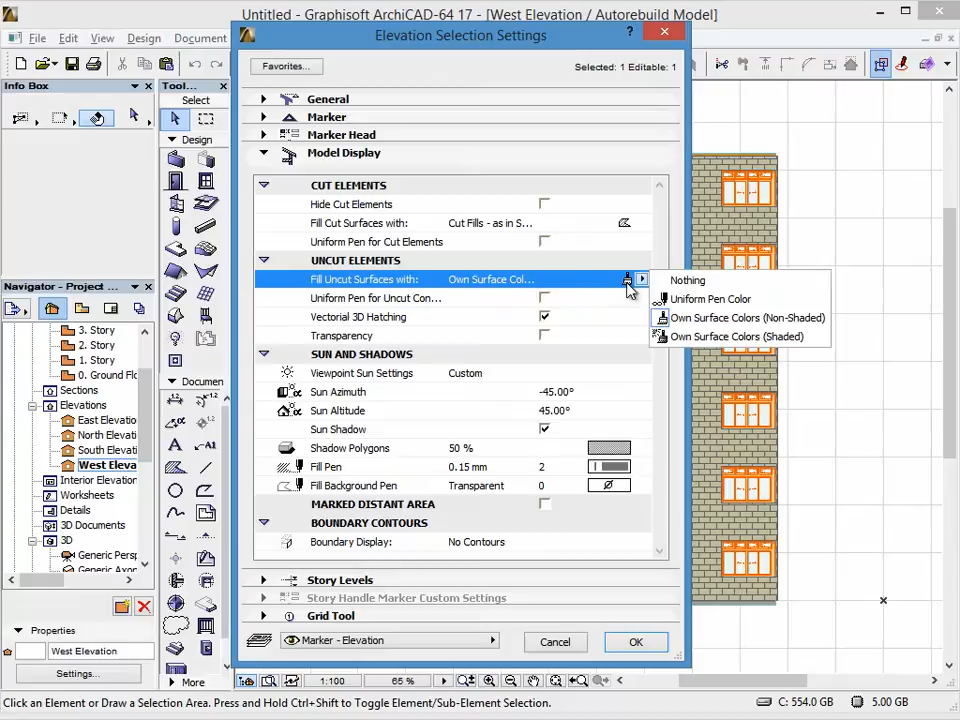 Untitled - Graphisoft ArchiCAD-64 17 - [West Elevation / Autorebuild Model]
File Edit View Design Document
Elevation Selection Settings
?
Info Box
Tool...
Select
Design
Favorites...
Selected: 1 Editable: 1
General
Marker
Marker Head
Model Display
CUT ELEMENTS
Hide Cut Elements
Fill Cut Surfaces with: Cut Fills - as in S...
Uniform Pen for Cut Elements
UNCUT ELEMENTS
Fill Uncut Surfaces with: Own Surface Col...
Uniform Pen for Uncut Con...
Vectorial 3D Hatching
Transparency
SUN AND SHADOWS
Viewpoint Sun Settings Custom
Sun Azimuth -45.00°
Sun Altitude 45.00°
Sun Shadow
Shadow Polygons 50 %
Fill Pen 0.15 mm 2
Fill Background Pen Transparent 0
MARKED DISTANT AREA
BOUNDARY CONTOURS
Boundary Display: No Contours
Story Levels
Story Handle Marker Custom Settings
Grid Tool
Marker - Elevation
Cancel
OK
Nothing
Uniform Pen Color
Own Surface Colors (Non-Shaded)
Own Surface Colors (Shaded)
Navigator - Project Map
3. Story
2. Story
1. Story
0. Ground Fl
Sections
Elevations
East Elevatio
North Elevati
South Elevati
West Eleva
Interior Elevation
Worksheets
Details
3D Documents
3D
Generic Persp
Generic Axon
Properties
West Elevation
Settings...
Documen
A1
More
1:100
65 %
Click an Element or Draw a Selection Area. Press and Hold Ctrl+Shift to Toggle Element/Sub-Element Selection.
C: 554.0 GB
5.00 GB